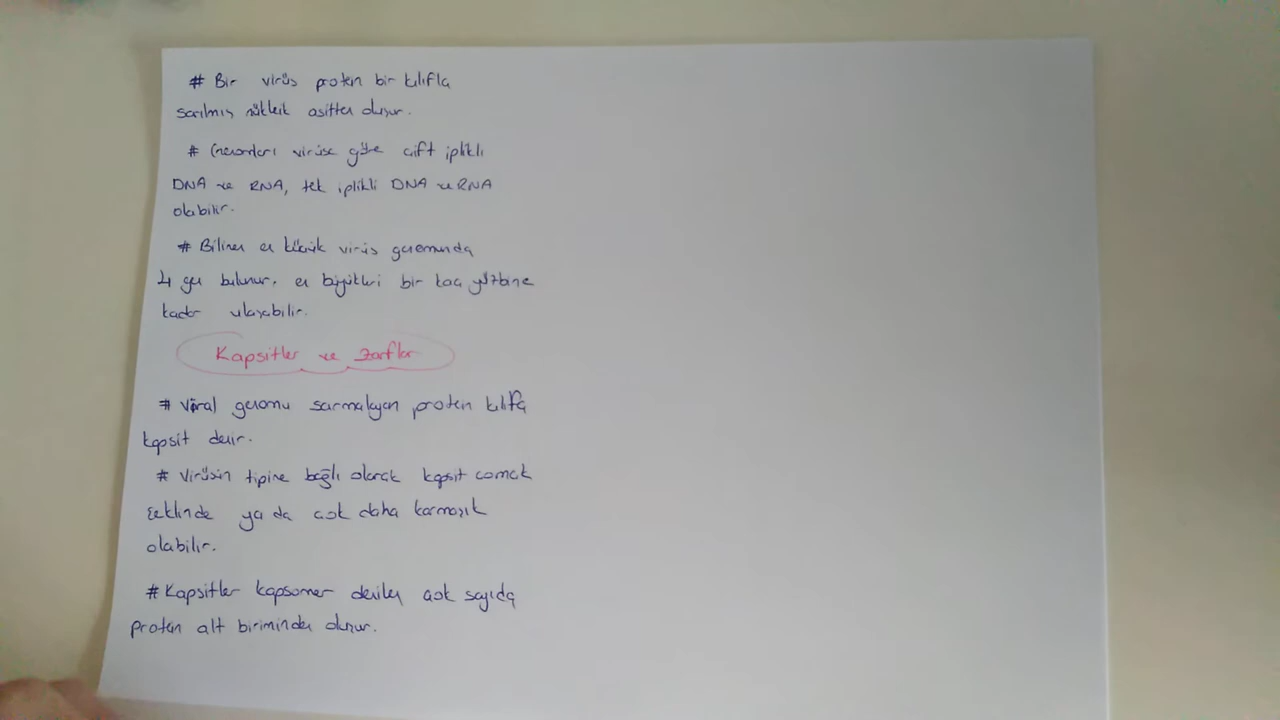 # Bir virüs protein bir kılıfla
sarılmış nükleik asitten oluşur.
# Genomları virüse göre çift iplikli
DNA ve RNA, tek iplikli DNA ve RNA
olabilir.
# Bilinen en küçük virüs genomunda
4 gen bulunur, en büyükleri bir kaç yüzbine
kadar ulaşabilir.
Kapsitler ve zarflar
# Viral genomu sarmalayan protein kılıfa
kapsit denir.
# Virüsün tipine bağlı olarak kapsit comak
şeklinde ya da çok daha karmaşık
olabilir.
# Kapsitler kapsomer denilen çok sayıda
protein alt biriminden oluşur.